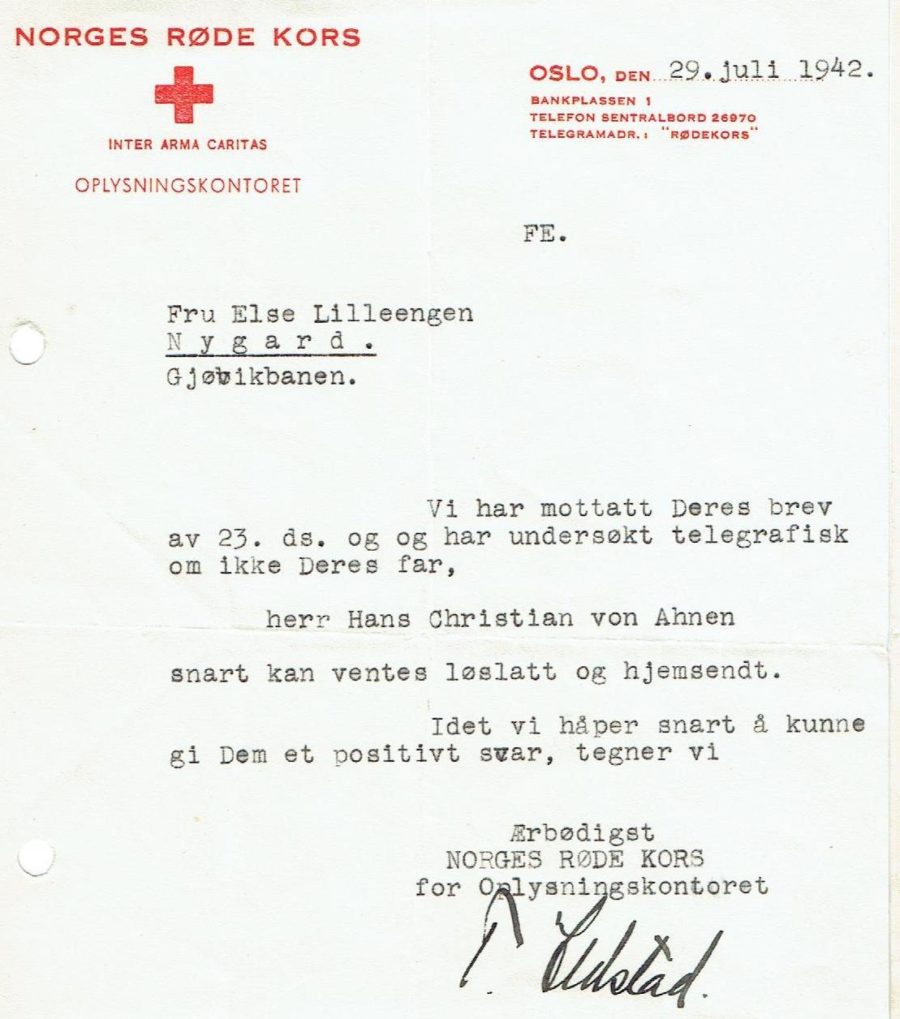 NORGES RØDE KORS
INTER ARMA CARITAS
OPLYSNINGSKONTORET
OSLO, DEN 29.juli 1942.
BANKPLASSEN 1
TELEFON SENTRALBORD 26970
TELEGRAMADR.: "RØDEKORS"
FE.
Fru Else Lilleengen
N y g a r d .
Gjøvikbanen.
Vi har mottatt Deres brev
av 23. ds. og og har undersøkt telegrafisk
om ikke Deres far,
herr Hans Christian von Ahnen
snart kan ventes løslatt og hjemsendt.
Idet vi håper snart å kunne
gi Dem et positivt svar, tegner vi
Ærbødigst
NORGES RØDE KORS
for Oplysningskontoret